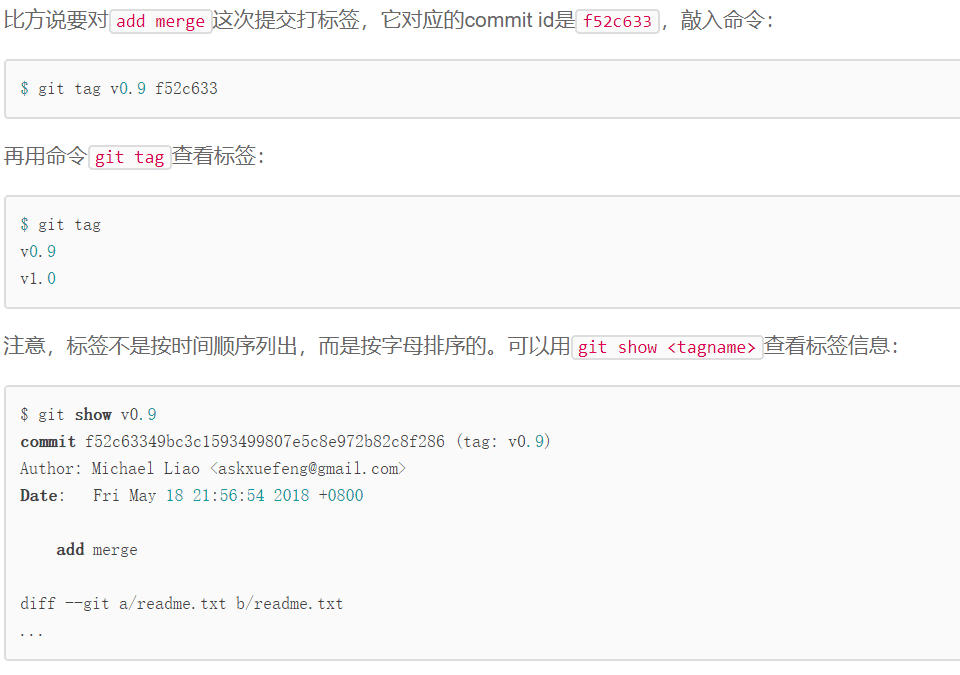 比方说要对add merge这次提交打标签，它对应的commit id是f52c633，敲入命令：
$ git tag v0.9 f52c633
再用命令git tag查看标签：
$ git tag
v0.9
v1.0
注意，标签不是按时间顺序列出，而是按字母排序的。可以用git show <tagname>查看标签信息：
$ git show v0.9
commit f52c63349bc3c1593499807e5c8e972b82c8f286 (tag: v0.9)
Author: Michael Liao <askxuefeng@gmail.com>
Date:   Fri May 18 21:56:54 2018 +0800
    add merge
diff --git a/readme.txt b/readme.txt
...